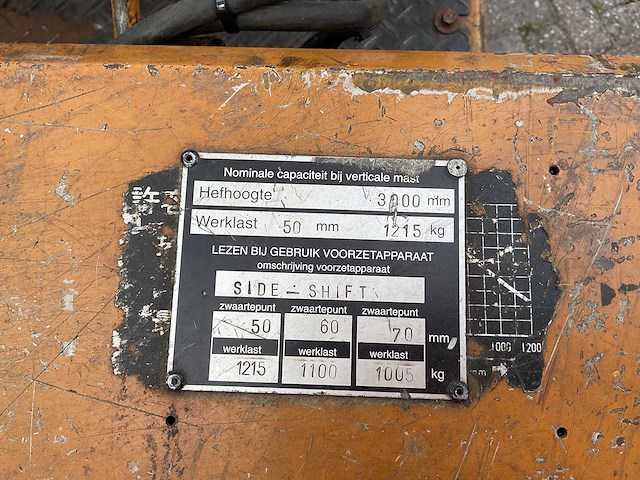 Nominale capaciteit bij verticale mast
Hefhoogte 3000 mm
Werklast 50 mm 1215 kg
LEZEN BIJ GEBRUIK VOORZETAPPARAAT
omschrijving voorzetapparaat
SIDE - SHIFT
zwaartepunt zwaartepunt zwaartepunt
50 60 70 mm
werklast werklast werklast
1215 1100 1005 kg
1000 1200
mm